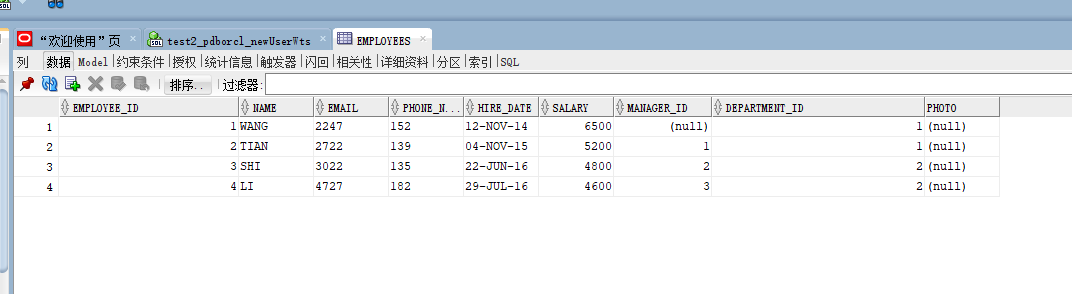 SQL
“欢迎使用”页 test2_pdborcl_newUserWts EMPLOYEES
列 数据 Model 约束条件 授权 统计信息 触发器 闪回 相关性 详细资料 分区 索引 SQL
排序.. 过滤器:
EMPLOYEE_ID NAME EMAIL PHONE_N... HIRE_DATE SALARY MANAGER_ID DEPARTMENT_ID PHOTO
1 1 WANG 2247 152 12-NOV-14 6500 (null) 1 (null)
2 2 TIAN 2722 139 04-NOV-15 5200 1 1 (null)
3 3 SHI 3022 135 22-JUN-16 4800 2 2 (null)
4 4 LI 4727 182 29-JUL-16 4600 3 2 (null)